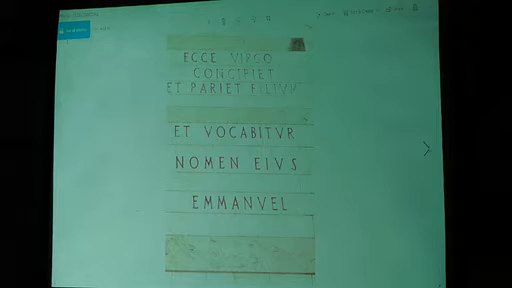 ECCE VIRGO
CONCIPIET
ET PARIET FILIVM
ET VOCABITVR
NOMEN EIVS
EMMANVEL